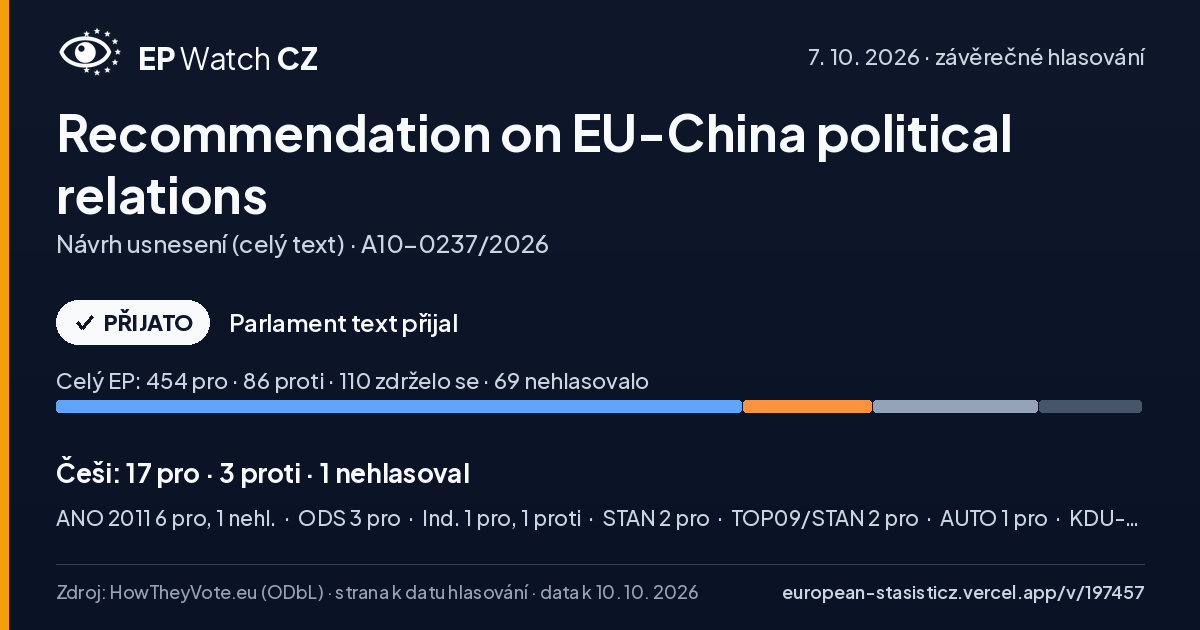 EP Watch CZ
7. 10. 2026 · závěrečné hlasování
Recommendation on EU–China political
relations
Návrh usnesení (celý text) · A10–0237/2026
✓ PŘIJATO
Parlament text přijal
Celý EP: 454 pro · 86 proti · 110 zdrželo se · 69 nehlasovalo
Češi: 17 pro · 3 proti · 1 nehlasoval
ANO 2011 6 pro, 1 nehl. · ODS 3 pro · Ind. 1 pro, 1 proti · STAN 2 pro · TOP09/STAN 2 pro · AUTO 1 pro · KDU-…
Zdroj: HowTheyVote.eu (ODbL) · strana k datu hlasování · data k 10. 10. 2026
european-stasisticz.vercel.app/v/197457